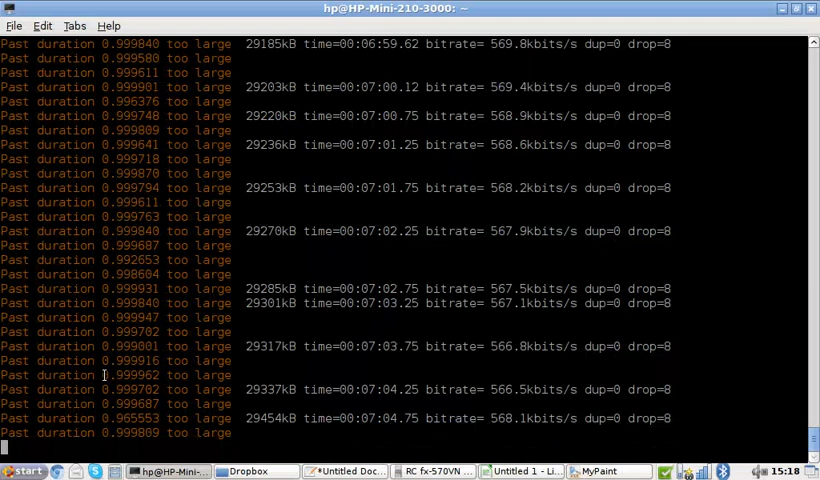 hp@HP-Mini-210-3000: ~
File Edit Tabs Help
Past duration 0.999840 too large 29185kB time=00:06:59.62 bitrate= 569.8kbits/s dup=0 drop=8
Past duration 0.999580 too large
Past duration 0.999611 too large
Past duration 0.999901 too large 29203kB time=00:07:00.12 bitrate= 569.4kbits/s dup=0 drop=8
Past duration 0.996376 too large
Past duration 0.999748 too large 29220kB time=00:07:00.75 bitrate= 568.9kbits/s dup=0 drop=8
Past duration 0.999809 too large
Past duration 0.999641 too large 29236kB time=00:07:01.25 bitrate= 568.6kbits/s dup=0 drop=8
Past duration 0.999718 too large
Past duration 0.999870 too large
Past duration 0.999794 too large 29253kB time=00:07:01.75 bitrate= 568.2kbits/s dup=0 drop=8
Past duration 0.999611 too large
Past duration 0.999763 too large
Past duration 0.999840 too large 29270kB time=00:07:02.25 bitrate= 567.9kbits/s dup=0 drop=8
Past duration 0.999687 too large
Past duration 0.992653 too large
Past duration 0.998604 too large
Past duration 0.999931 too large 29285kB time=00:07:02.75 bitrate= 567.5kbits/s dup=0 drop=8
Past duration 0.999840 too large 29301kB time=00:07:03.25 bitrate= 567.1kbits/s dup=0 drop=8
Past duration 0.999947 too large
Past duration 0.999702 too large
Past duration 0.999001 too large 29317kB time=00:07:03.75 bitrate= 566.8kbits/s dup=0 drop=8
Past duration 0.999916 too large
Past duration 0.999962 too large
Past duration 0.999702 too large 29337kB time=00:07:04.25 bitrate= 566.5kbits/s dup=0 drop=8
Past duration 0.999687 too large
Past duration 0.965553 too large 29454kB time=00:07:04.75 bitrate= 568.1kbits/s dup=0 drop=8
Past duration 0.999809 too large
start hp@HP-Mini-... Dropbox *Untitled Doc... RC fx-570VN ... Untitled 1 - Li... MyPaint 15:18